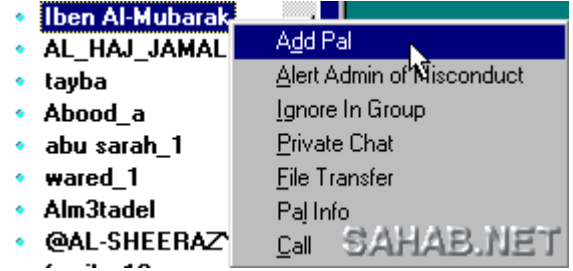 Iben Al-Mubarak
AL_HAJ_JAMAL
tayba
Abood_a
abu sarah_1
wared_1
Alm3tadel
@AL-SHEERAZY
Add Pal
Alert Admin of Misconduct
Ignore In Group
Private Chat
File Transfer
Pal Info
Call
SAHAB.NET